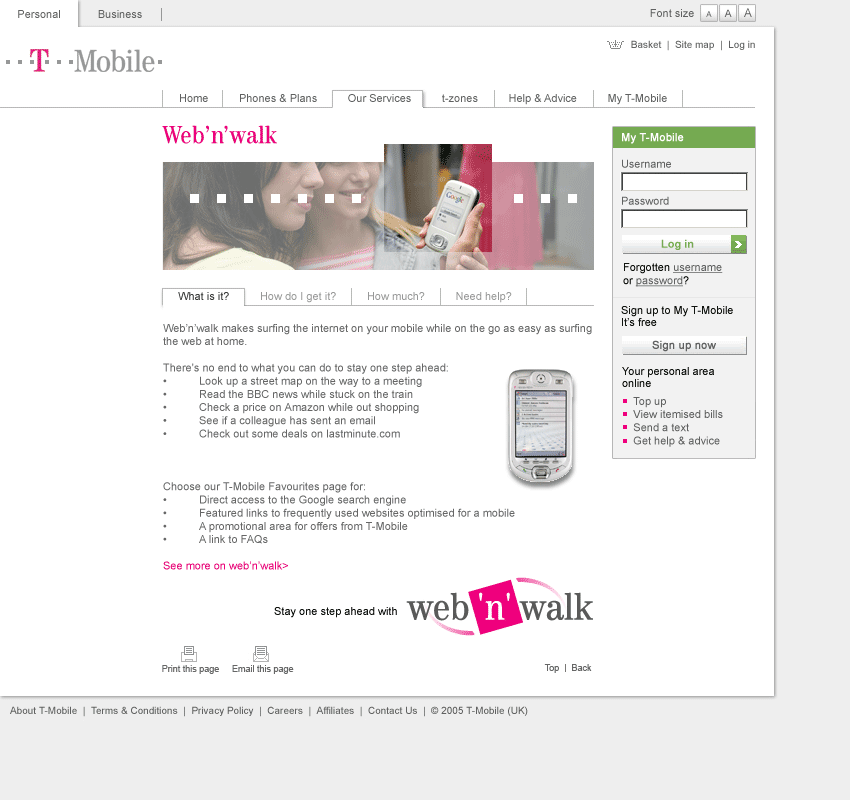 Personal Business
Font size A A A
Basket | Site map | Log in
T Mobile
Home Phones & Plans Our Services t-zones Help & Advice My T-Mobile
Web'n'walk
Google
What is it? How do I get it? How much? Need help?
Web'n'walk makes surfing the internet on your mobile while on the go as easy as surfing
the web at home.
There's no end to what you can do to stay one step ahead:
• Look up a street map on the way to a meeting
• Read the BBC news while stuck on the train
• Check a price on Amazon while out shopping
• See if a colleague has sent an email
• Check out some deals on lastminute.com
Choose our T-Mobile Favourites page for:
• Direct access to the Google search engine
• Featured links to frequently used websites optimised for a mobile
• A promotional area for offers from T-Mobile
• A link to FAQs
See more on web'n'walk>
Stay one step ahead with web'n'walk
Print this page Email this page
Top | Back
My T-Mobile
Username
Password
Log in
Forgotten username
or password?
Sign up to My T-Mobile
It's free
Sign up now
Your personal area
online
Top up
View itemised bills
Send a text
Get help & advice
About T-Mobile | Terms & Conditions | Privacy Policy | Careers | Affiliates | Contact Us | © 2005 T-Mobile (UK)